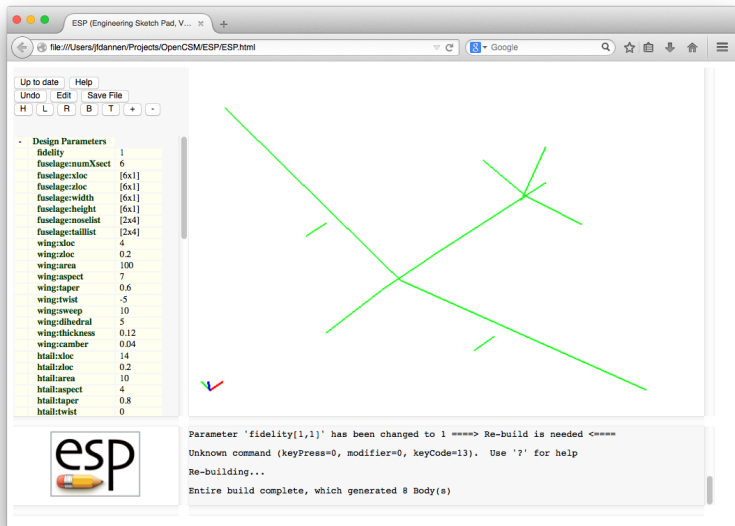 ESP (Engineering Sketch Pad, V...
file:///Users/jfdannen/Projects/OpenCSM/ESP/ESP.html
Google
Up to date Help
Undo Edit Save File
H L R B T + -
- Design Parameters
fidelity 1
fuselage:numXsect 6
fuselage:xloc [6x1]
fuselage:zloc [6x1]
fuselage:width [6x1]
fuselage:height [6x1]
fuselage:noselist [2x4]
fuselage:taillist [2x4]
wing:xloc 4
wing:zloc 0.2
wing:area 100
wing:aspect 7
wing:taper 0.6
wing:twist -5
wing:sweep 10
wing:dihedral 5
wing:thickness 0.12
wing:camber 0.04
htail:xloc 14
htail:zloc 0.2
htail:area 10
htail:aspect 4
htail:taper 0.8
htail:twist 0
esp
Parameter 'fidelity[1,1]' has been changed to 1 ====> Re-build is needed <====
Unknown command (keyPress=0, modifier=0, keyCode=13).  Use '?' for help
Re-building...
Entire build complete, which generated 8 Body(s)